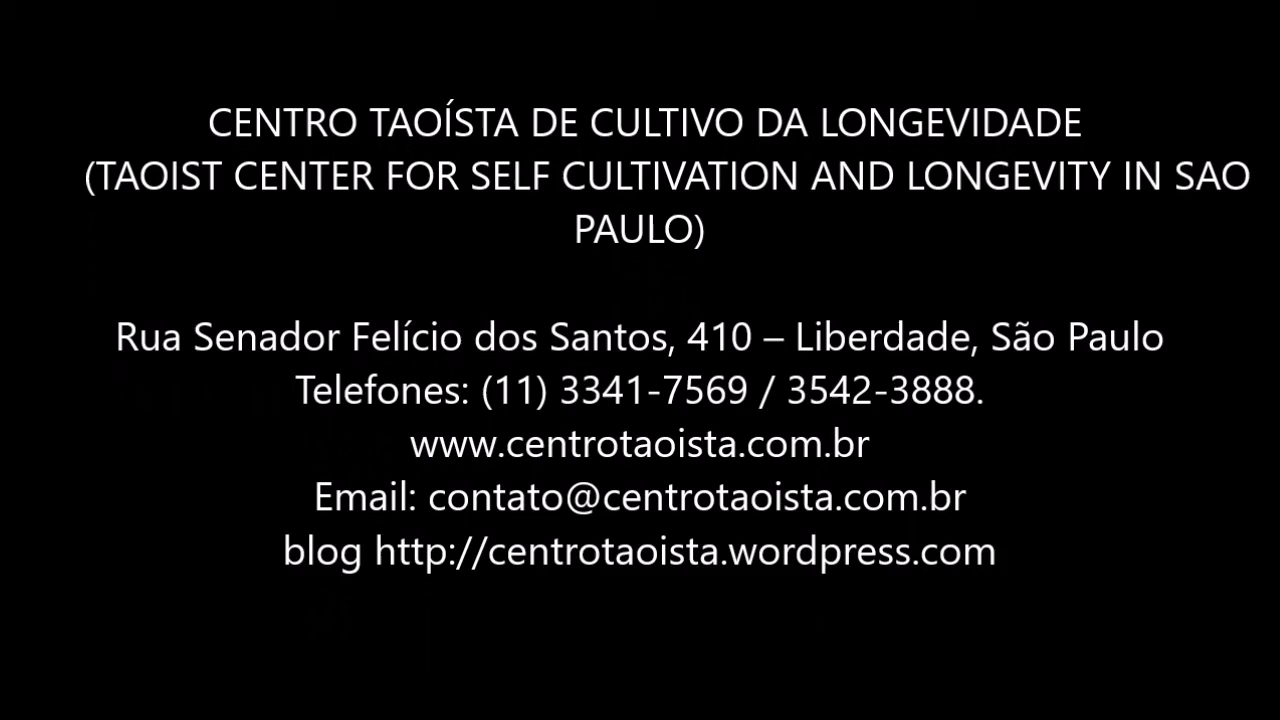 CENTRO TAOÍSTA DE CULTIVO DA LONGEVIDADE
(TAOIST CENTER FOR SELF CULTIVATION AND LONGEVITY IN SAO
PAULO)
Rua Senador Felício dos Santos, 410 – Liberdade, São Paulo
Telefones: (11) 3341-7569 / 3542-3888.
www.centrotaoista.com.br
Email: contato@centrotaoista.com.br
blog http://centrotaoista.wordpress.com